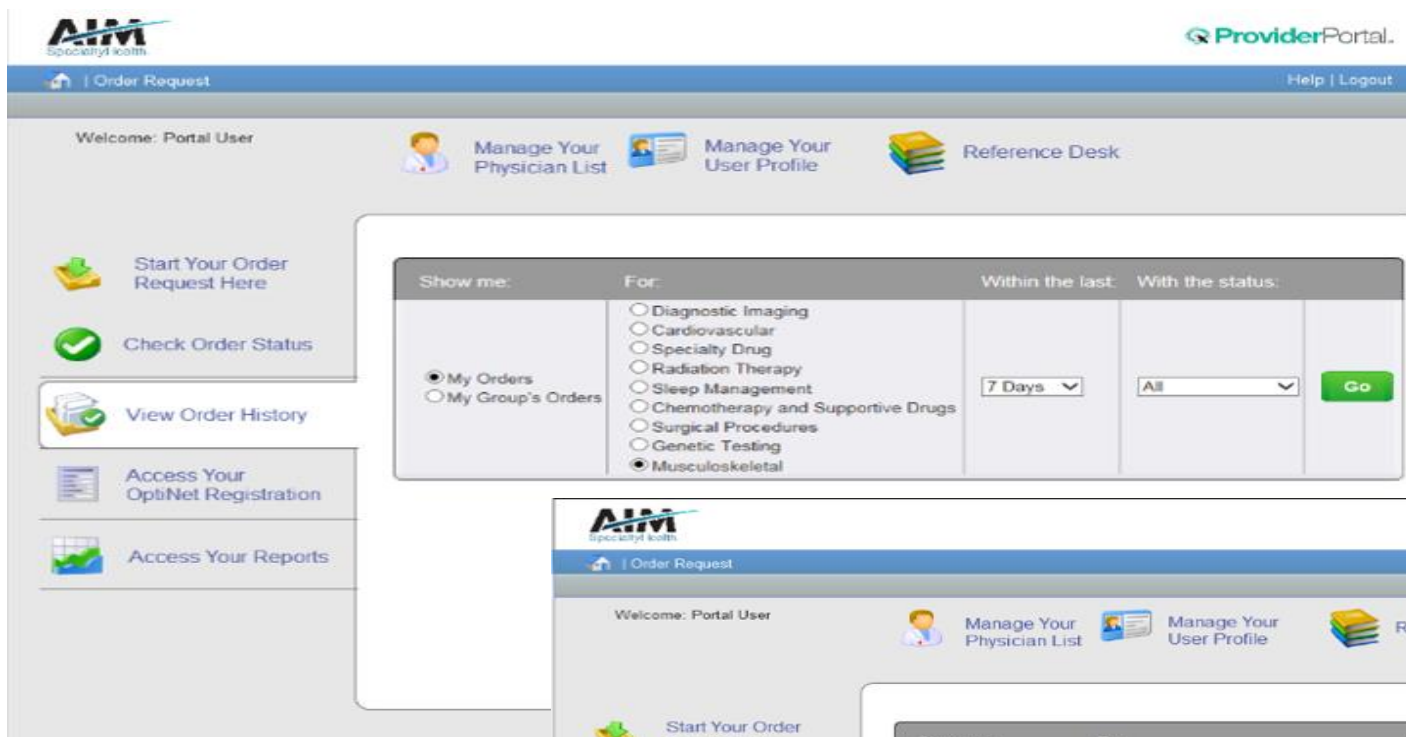 AIM
Specialty Health.
ProviderPortal.
| Order Request
Help | Logout
Welcome: Portal User
Manage Your
Physician List
Manage Your
User Profile
Reference Desk
Start Your Order
Request Here
Check Order Status
View Order History
Access Your
OptiNet Registration
Access Your Reports
Show me: For: Within the last: With the status:
My Orders
My Group's Orders
Diagnostic Imaging
Cardiovascular
Specialty Drug
Radiation Therapy
Sleep Management
Chemotherapy and Supportive Drugs
Surgical Procedures
Genetic Testing
Musculoskeletal
7 Days
All
Go
AIM
Specialty Health
| Order Request
Welcome: Portal User
Manage Your
Physician List
Manage Your
User Profile
R
Start Your Order